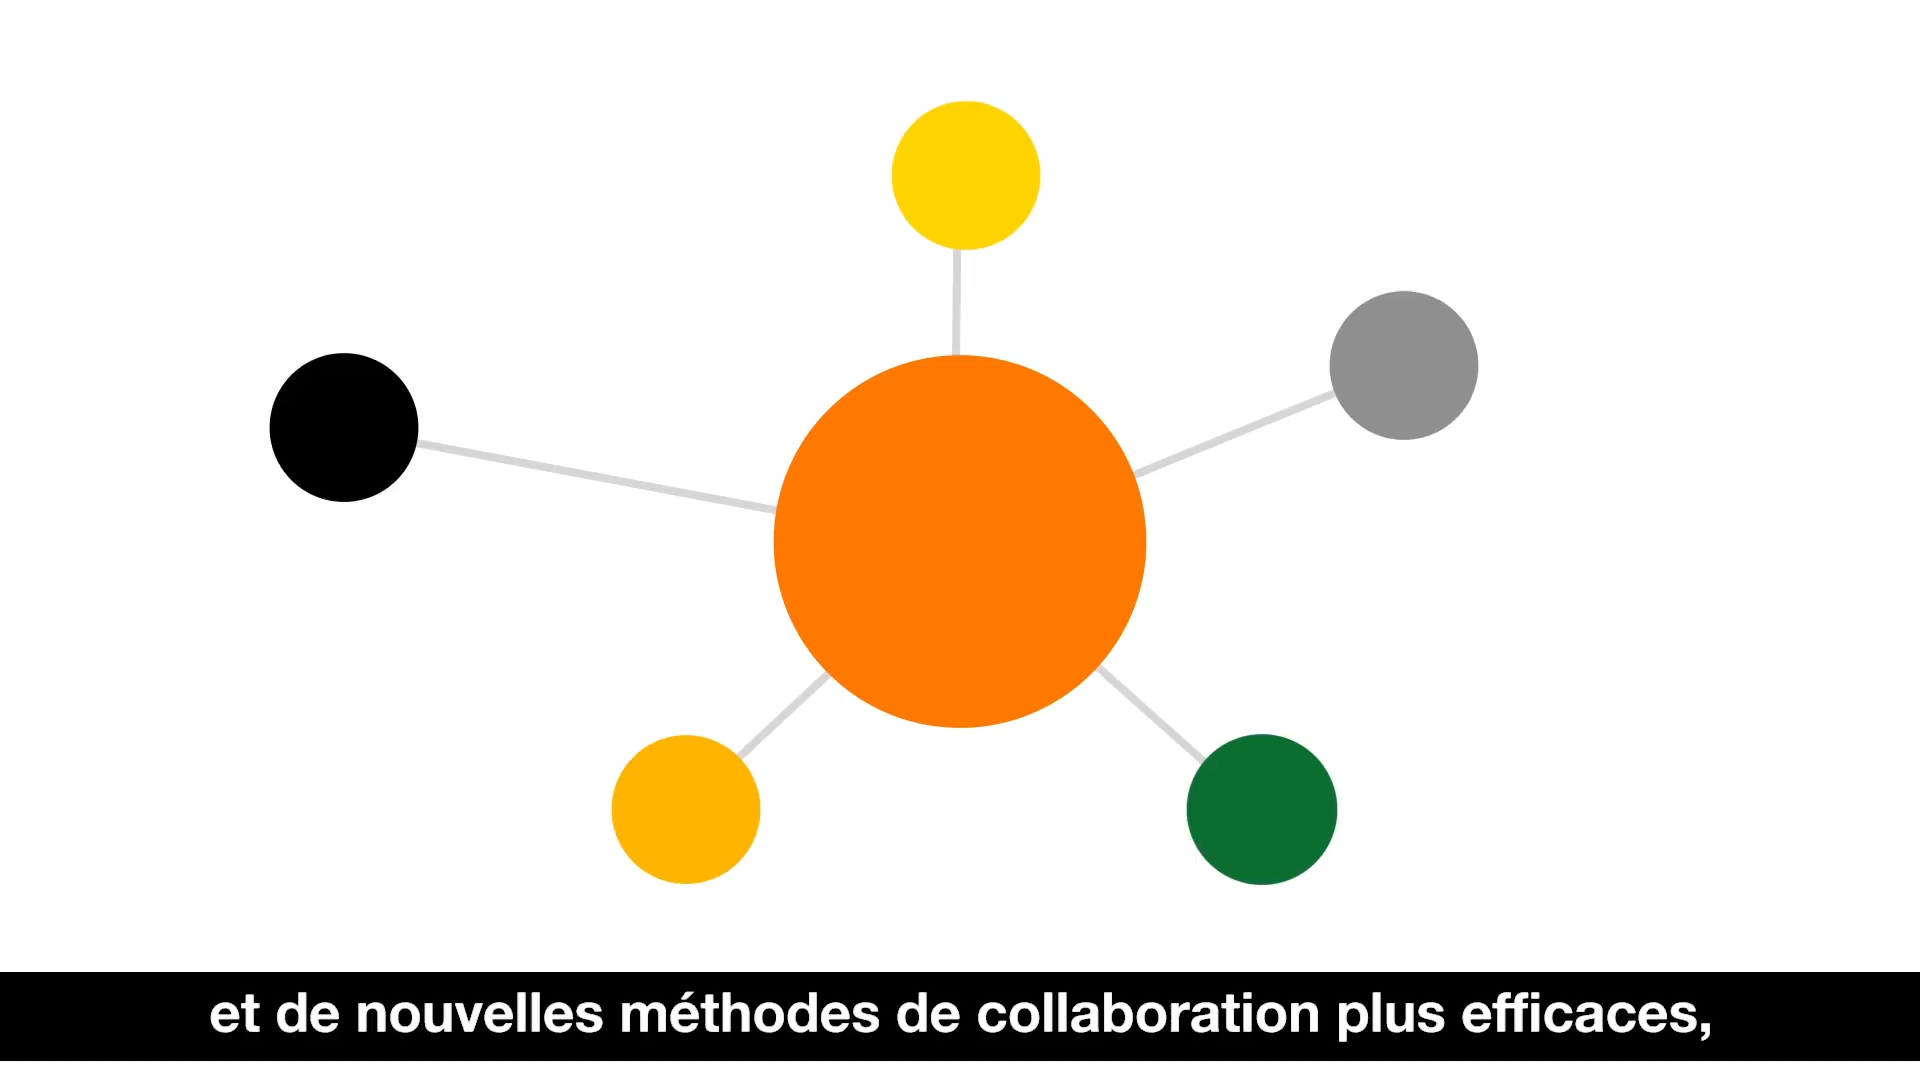 et de nouvelles méthodes de collaboration plus efficaces,